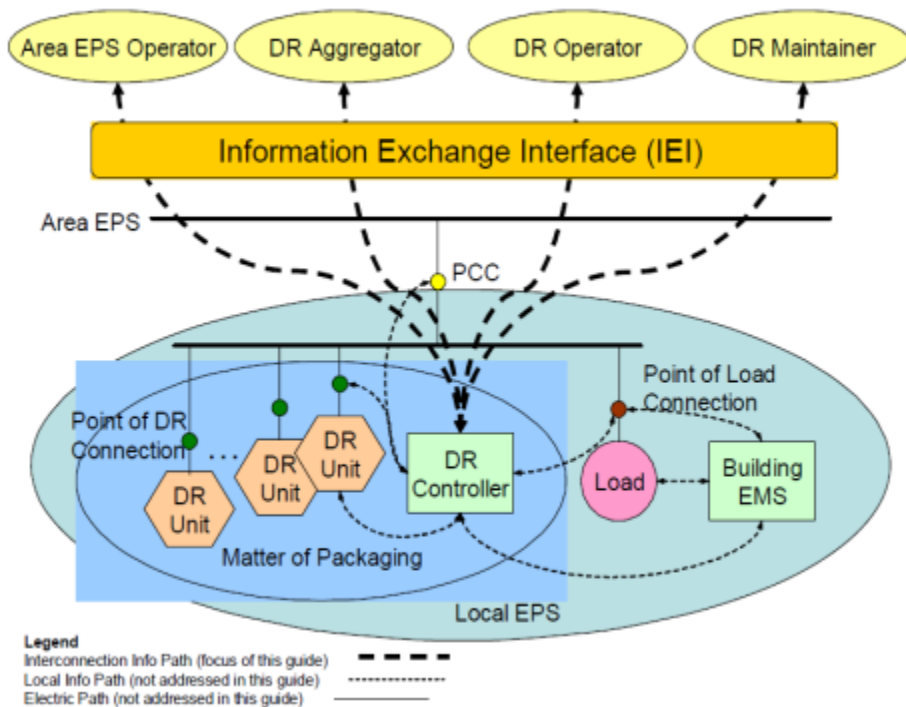 Area EPS Operator
DR Aggregator
DR Operator
DR Maintainer
Information Exchange Interface (IEI)
Area EPS
PCC
Point of Load
Connection
Point of DR
Connection
...
DR
Unit
DR
Unit
DR
Unit
DR
Controller
Load
Building
EMS
Matter of Packaging
Local EPS
Legend
Interconnection Info Path (focus of this guide)
Local Info Path (not addressed in this guide)
Electric Path (not addressed in this guide)